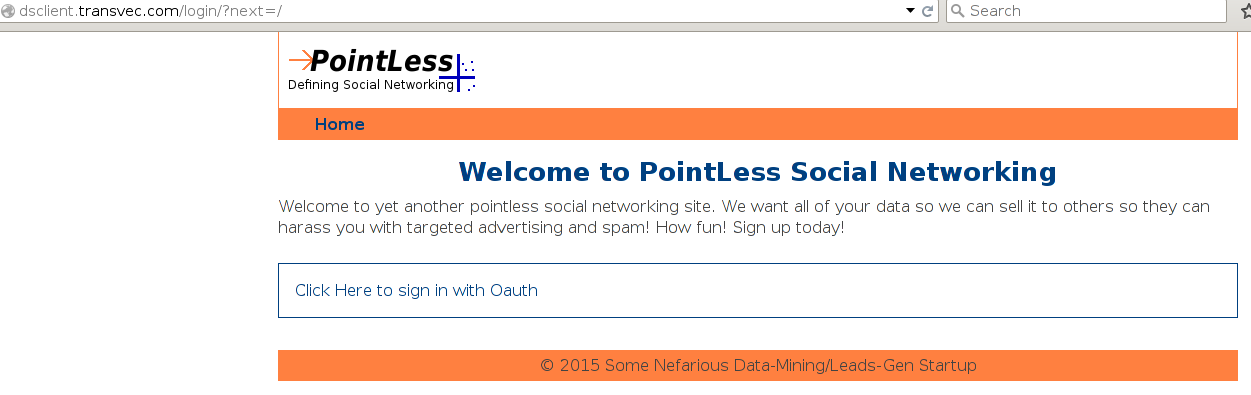 dsclient.transvec.com/login/?next=/
Search
PointLess
Defining Social Networking
Home
Welcome to PointLess Social Networking
Welcome to yet another pointless social networking site. We want all of your data so we can sell it to others so they can
harass you with targeted advertising and spam! How fun! Sign up today!
Click Here to sign in with Oauth
© 2015 Some Nefarious Data-Mining/Leads-Gen Startup